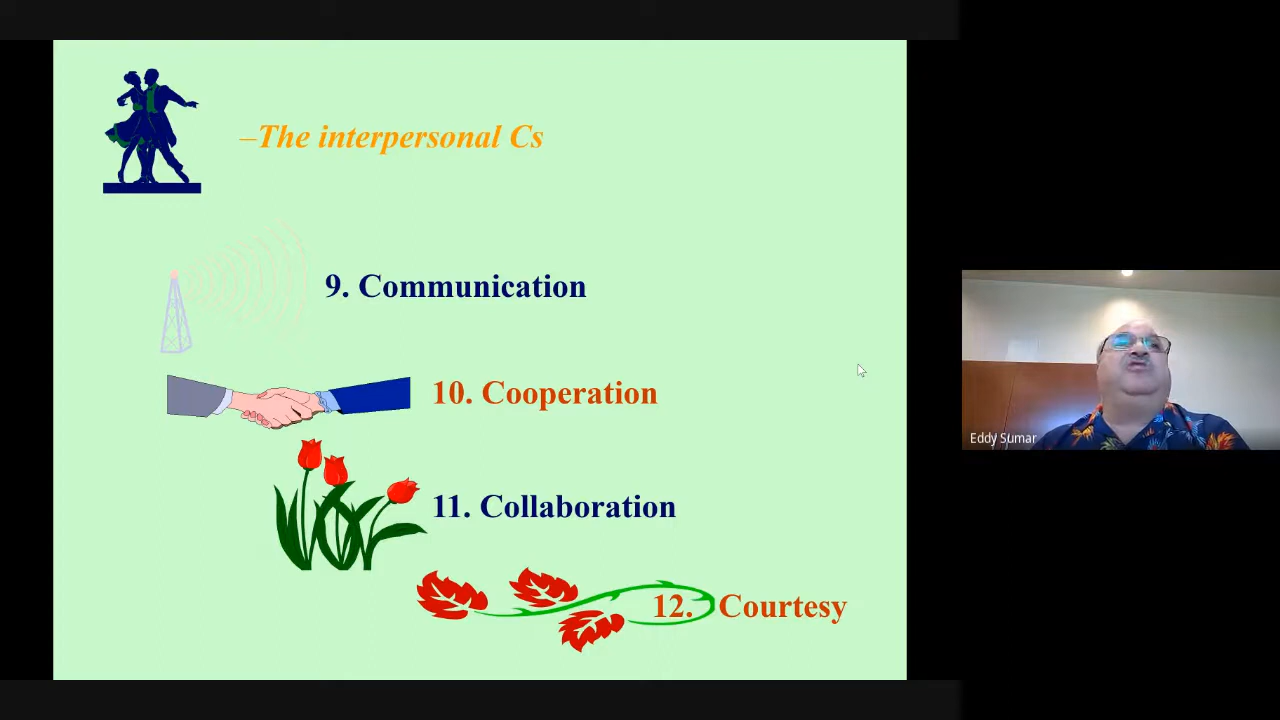 –The interpersonal Cs
9. Communication
10. Cooperation
11. Collaboration
12. Courtesy
Eddy Sumar